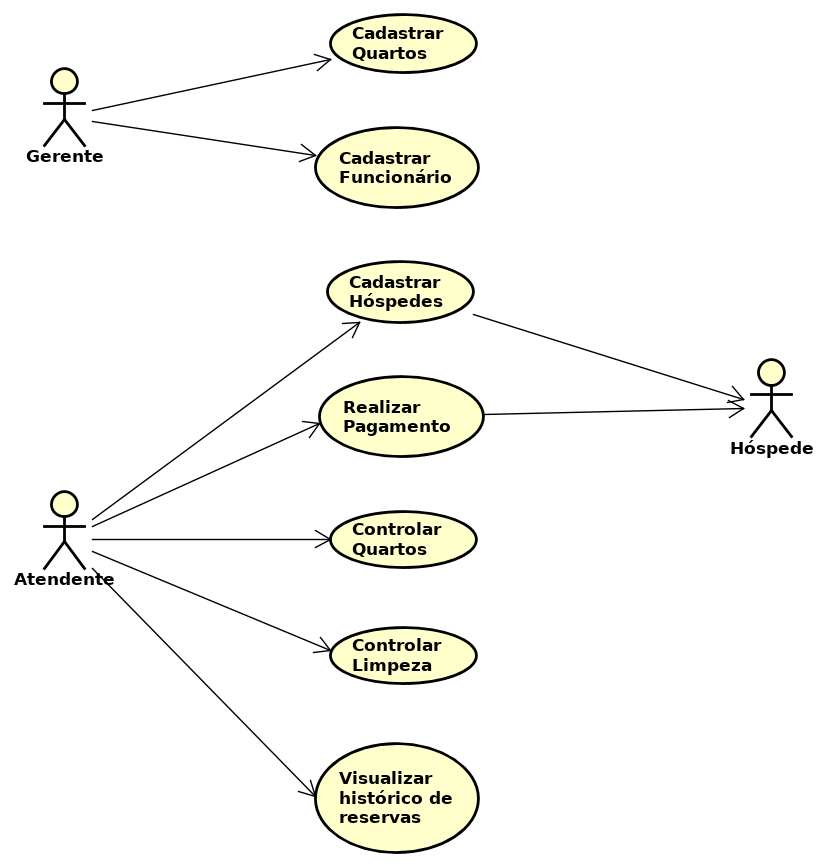 Cadastrar
Quartos
Gerente
Cadastrar
Funcionário
Cadastrar
Hóspedes
Realizar
Pagamento
Hóspede
Controlar
Quartos
Atendente
Controlar
Limpeza
Visualizar
histórico de
reservas